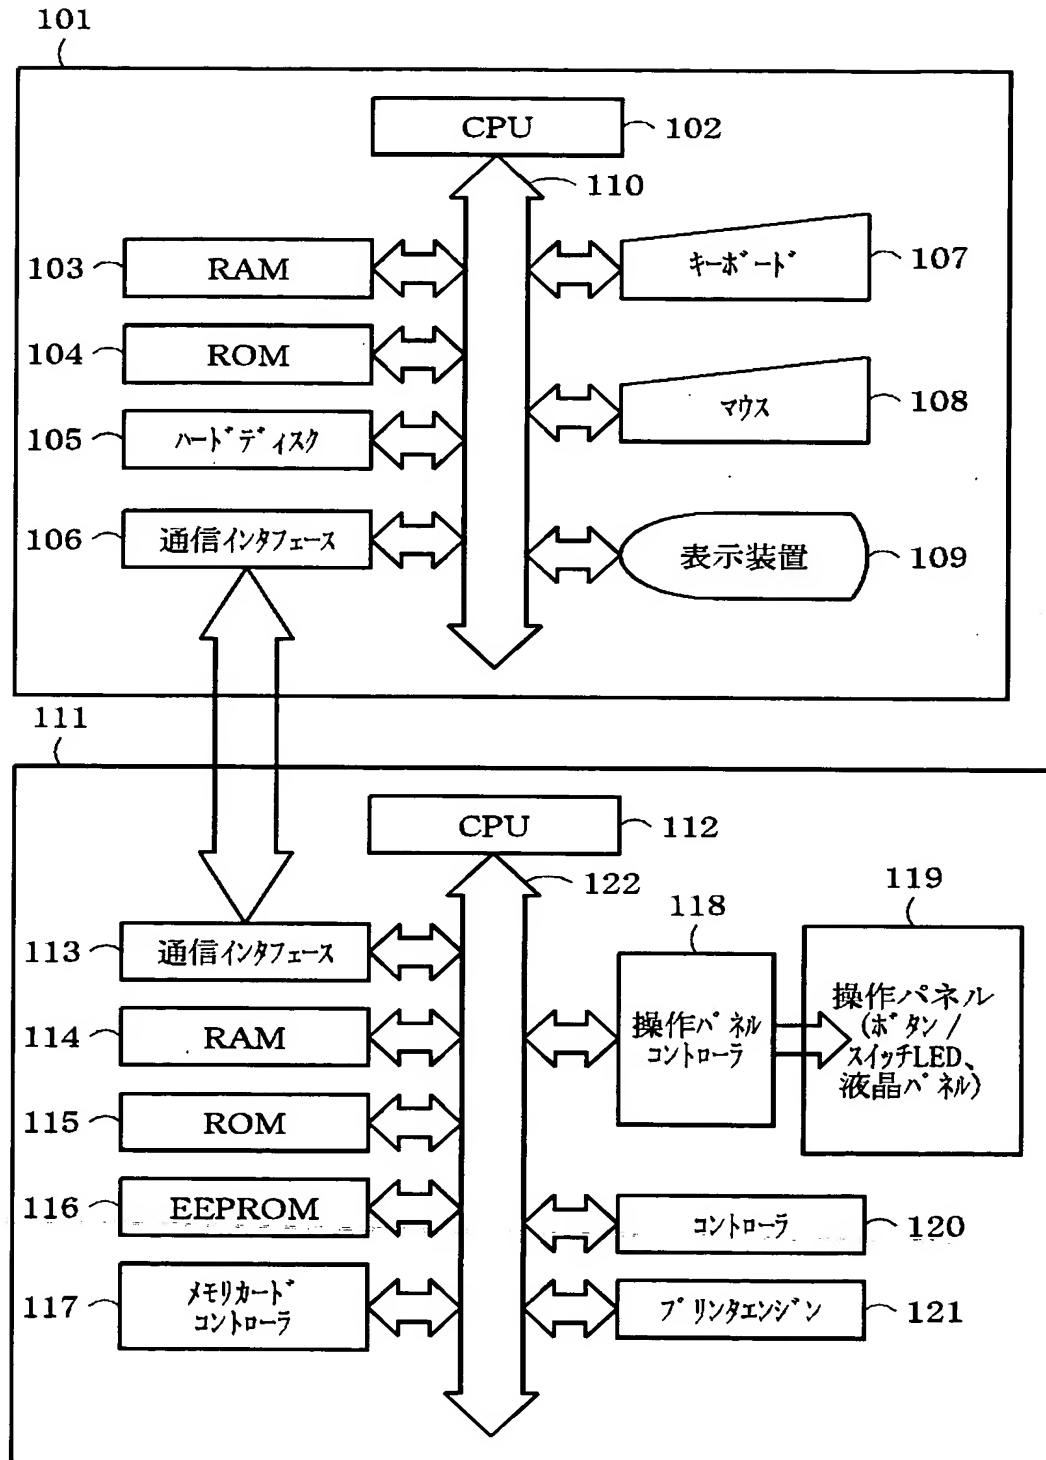 101
CPU
102
110
103
RAM
キーボード
107
104
ROM
マウス
108
105
ハードディスク
106
通信インタフェース
表示装置
109
111
CPU
112
122
113
通信インタフェース
118
119
114
RAM
操作パネル
コントローラ
操作パネル
(ボタン/
スイッチLED、
液晶パネル)
115
ROM
116
EEPROM
コントローラ
120
117
メモリカード
コントローラ
プリンタエンジン
121